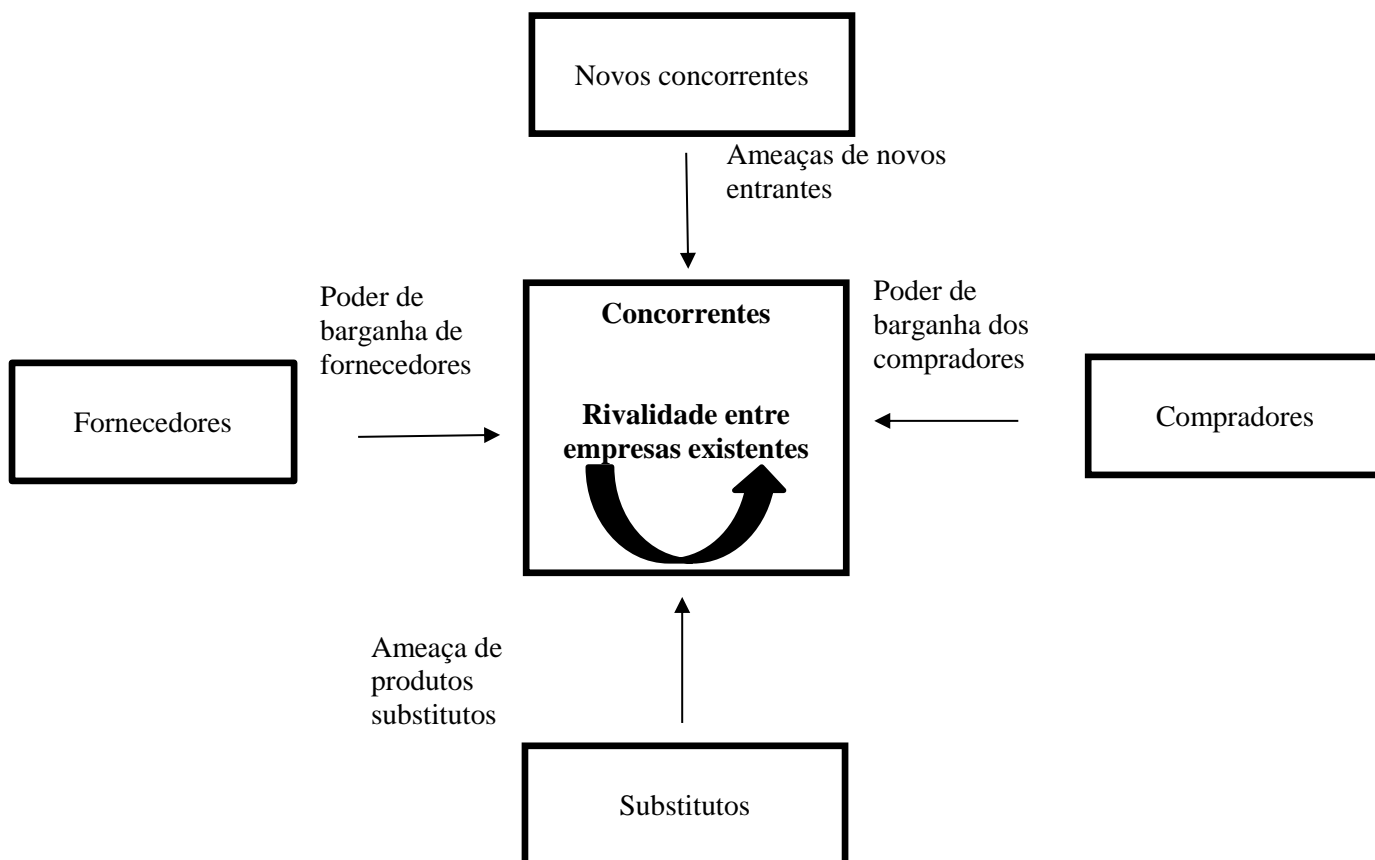 Novos concorrentes
Ameaças de novos
entrantes
Poder de
barganha de
fornecedores
Concorrentes
Poder de
barganha dos
compradores
Fornecedores
Rivalidade entre
empresas existentes
Compradores
Ameaça de
produtos
substitutos
Substitutos